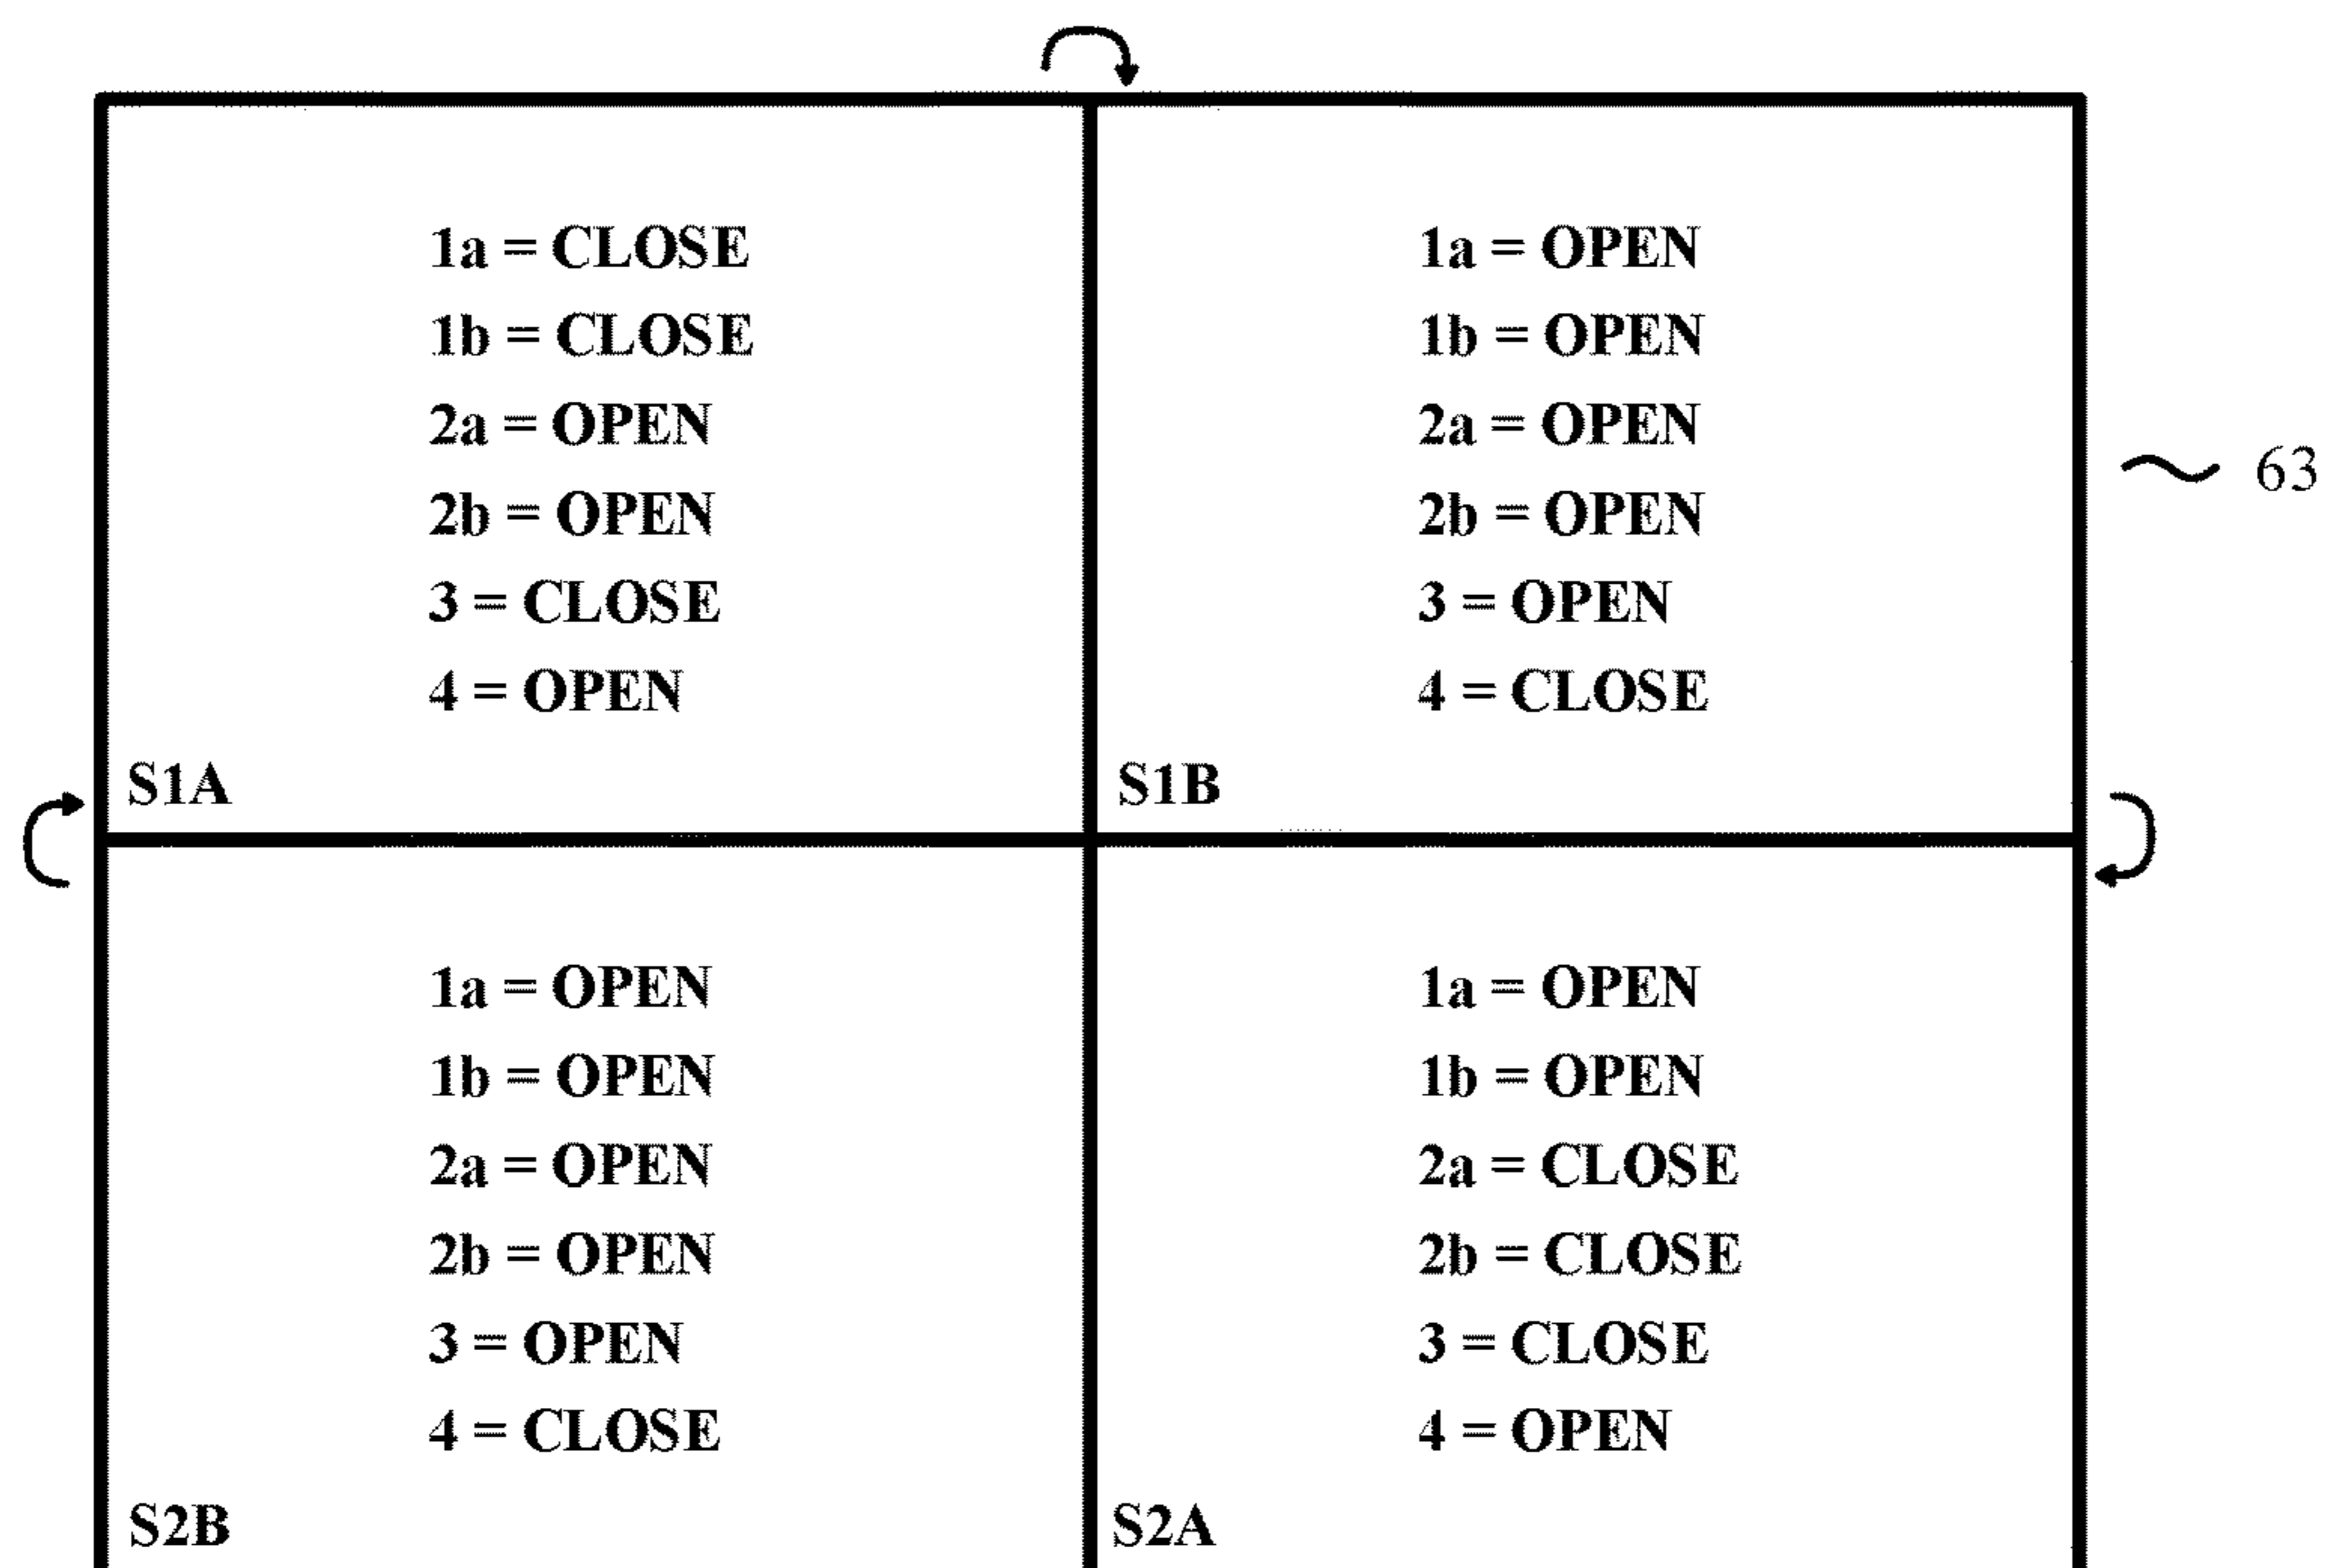 1a = CLOSE
1b = CLOSE
2a = OPEN
2b = OPEN
3 = CLOSE
4 = OPEN
S1A
1a = OPEN
1b = OPEN
2a = OPEN
2b = OPEN
3 = OPEN
4 = CLOSE
S1B
63
1a = OPEN
1b = OPEN
2a = OPEN
2b = OPEN
3 = OPEN
4 = CLOSE
S2B
1a = OPEN
1b = OPEN
2a = CLOSE
2b = CLOSE
3 = CLOSE
4 = OPEN
S2A